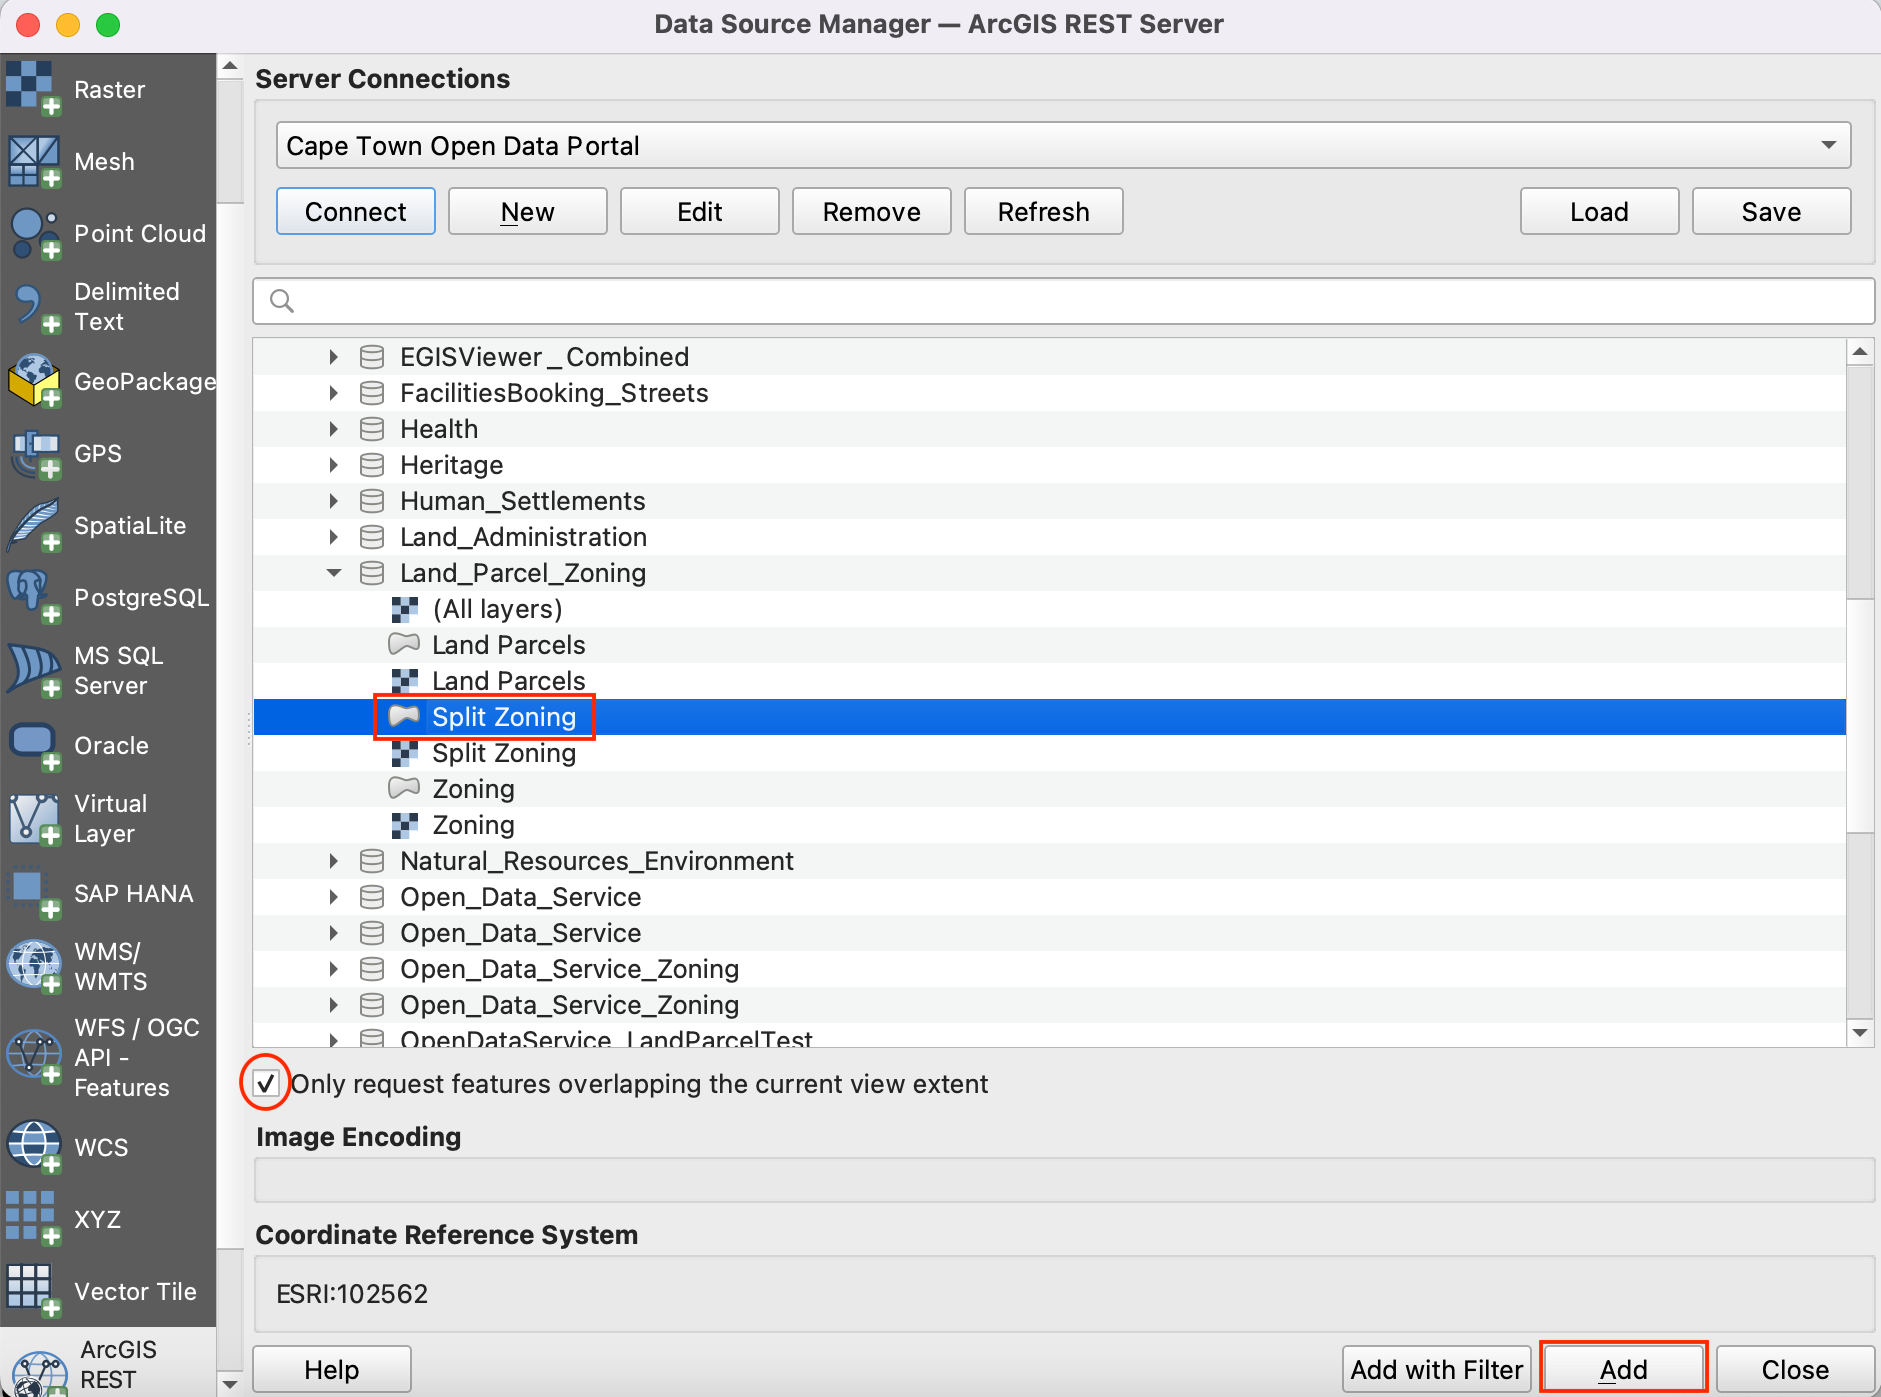 Data Source Manager — ArcGIS REST Server
Raster
Mesh
Point Cloud
Delimited
Text
GeoPackage
GPS
SpatiaLite
PostgreSQL
MS SQL
Server
Oracle
Virtual
Layer
SAP HANA
WMS/
WMTS
WFS / OGC
API -
Features
WCS
XYZ
Vector Tile
ArcGIS
REST
Server Connections
Cape Town Open Data Portal
Connect New Edit Remove Refresh Load Save
EGISViewer_Combined
FacilitiesBooking_Streets
Health
Heritage
Human_Settlements
Land_Administration
Land_Parcel_Zoning
(All layers)
Land Parcels
Land Parcels
Split Zoning
Split Zoning
Zoning
Zoning
Natural_Resources_Environment
Open_Data_Service
Open_Data_Service
Open_Data_Service_Zoning
Open_Data_Service_Zoning
OpenDataService_LandParcelTest
Only request features overlapping the current view extent
Image Encoding
Coordinate Reference System
ESRI:102562
Help Add with Filter Add Close